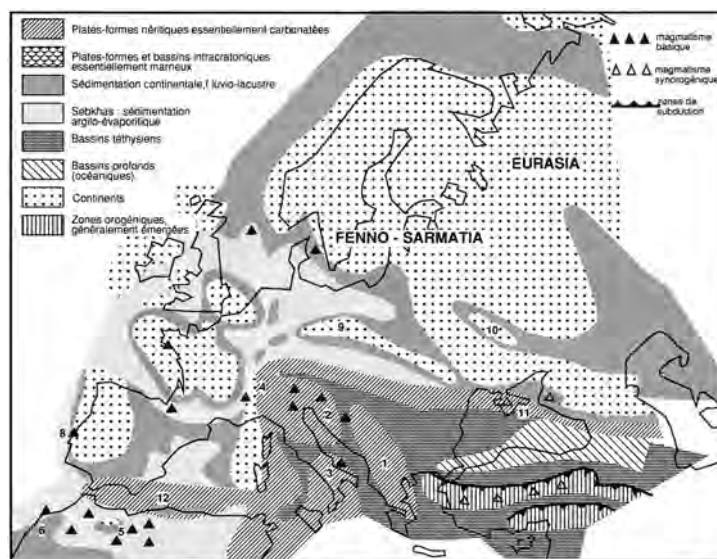 Plates-formes néritiques essentiellement carbonatées
Plates-formes et bassins intracratoniques
essentiellement marneux
Sédimentation continentale, fluvio-lacustre
Sebkhas : sédimentation
argilo-évaporitique
Bassins téthysiens
Bassins profonds
(océaniques)
Continents
Zones orogéniques,
généralement émergées
magmatisme
basique
magmatisme
synorogénique
zones de
subduction
EURASIA
FENNO - SARMATIA
9
10
4
2
11
8
3
1
12
6
5
?